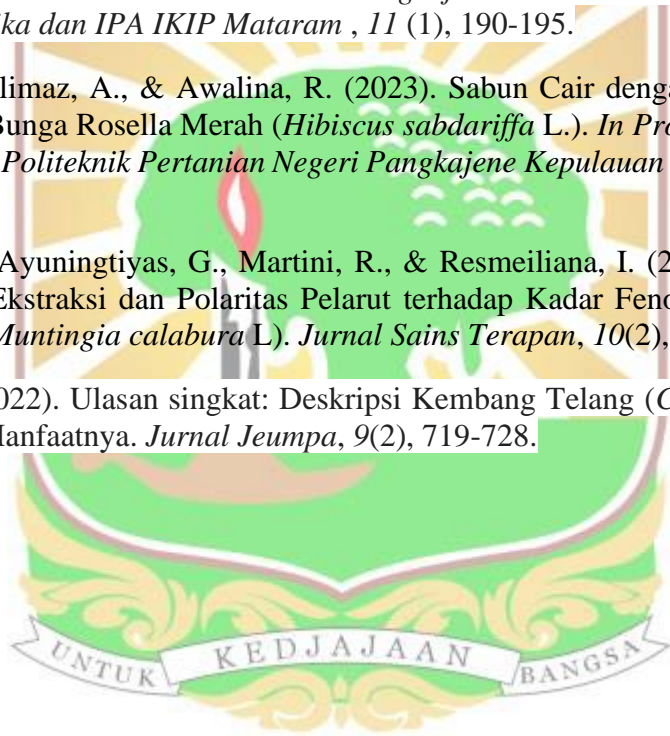 ka dan IPA IKIP Mataram , 11 (1), 190-195.
limaz, A., & Awalina, R. (2023). Sabun Cair denga
Bunga Rosella Merah (Hibiscus sabdariffa L.). In Pro
Politeknik Pertanian Negeri Pangkajene Kepulauan
Ayuningtiyas, G., Martini, R., & Resmeiliana, I. (2
Ekstraksi dan Polaritas Pelarut terhadap Kadar Feno
Muntingia calabura L). Jurnal Sains Terapan, 10(2),
022). Ulasan singkat: Deskripsi Kembang Telang (C
Manfaatnya. Jurnal Jeumpa, 9(2), 719-728.
UNTUK KEDJAJAAN BANGSA